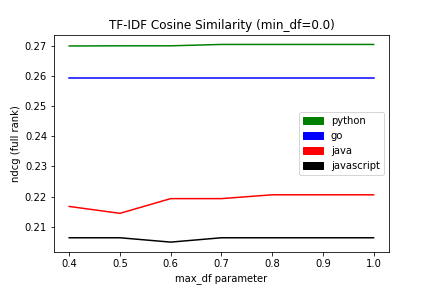 TF-IDF Cosine Similarity (min_df=0.0)
0.27
0.26
0.25
0.24
0.23
0.22
0.21
ndcg (full rank)
python
go
java
javascript
0.4 0.5 0.6 0.7 0.8 0.9 1.0
max_df parameter